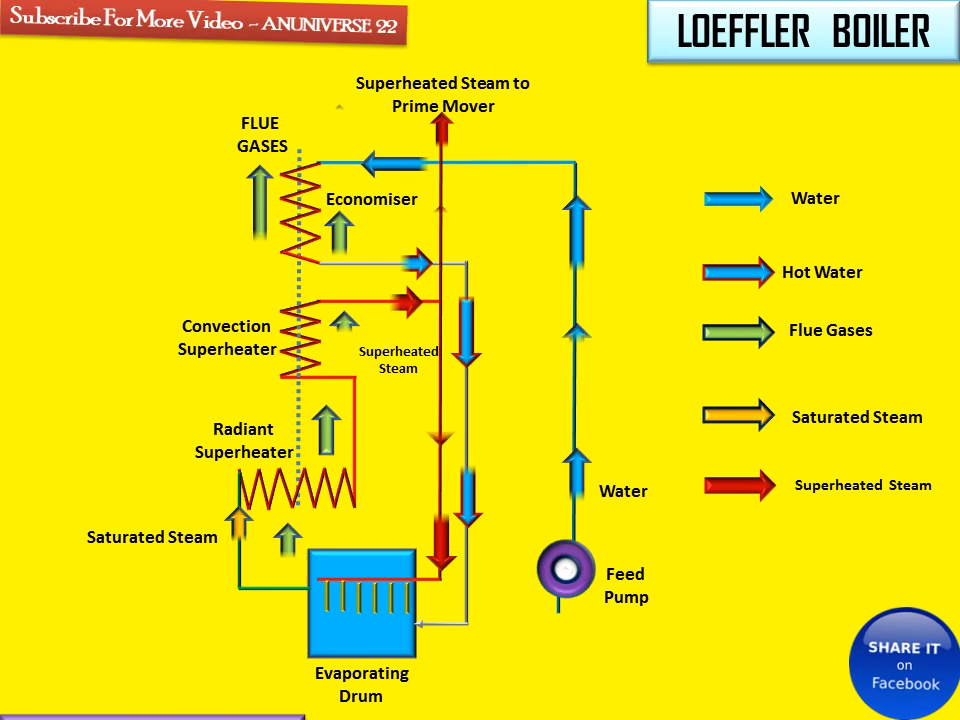 Subscribe For More Video - ANUNIVERSE 22
LOEFFLER BOILER
Superheated Steam to
Prime Mover
FLUE
GASES
Economiser
Water
Hot Water
Convection
Superheater
Superheated
Steam
Flue Gases
Radiant
Superheater
Saturated Steam
Superheated Steam
Water
Saturated Steam
Feed
Pump
Evaporating
Drum
SHARE IT
on
Facebook